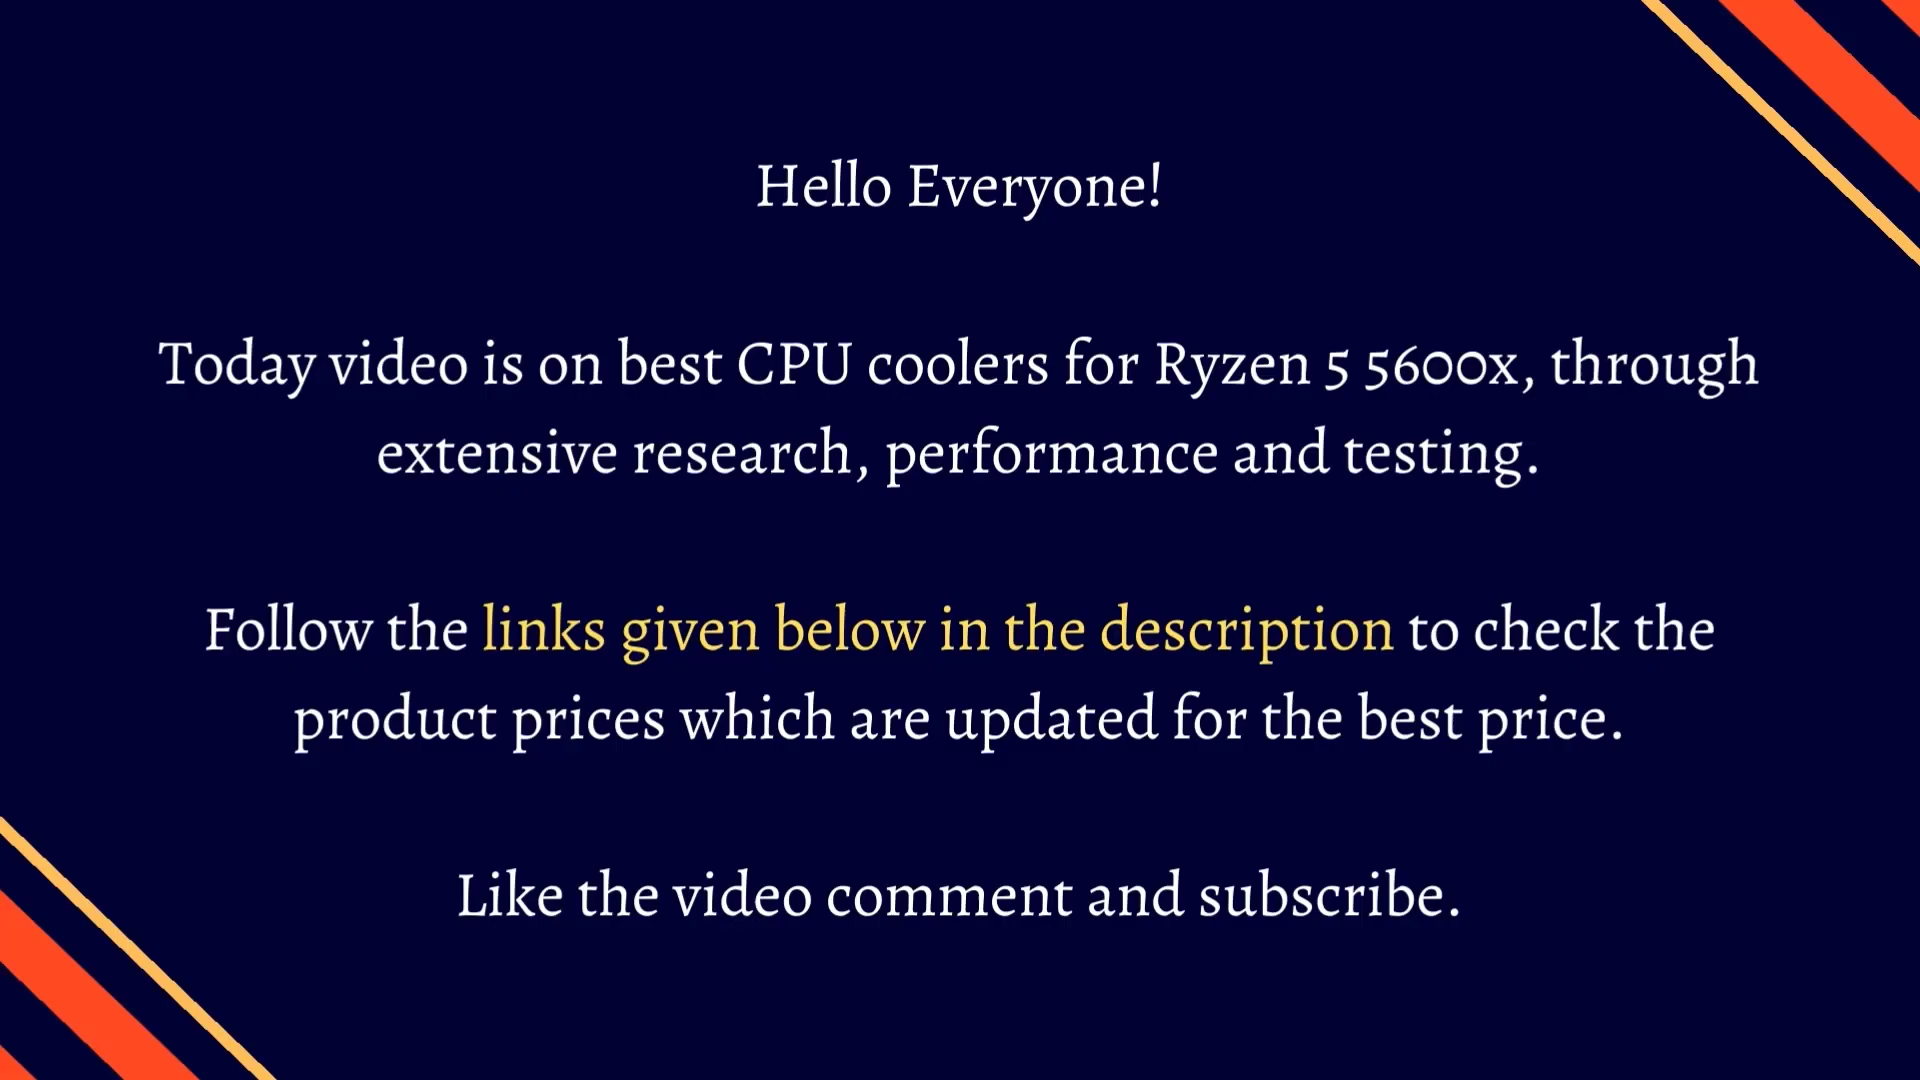 Hello Everyone!
Today video is on best CPU coolers for Ryzen 5 5600x, through
extensive research, performance and testing.
Follow the links given below in the description to check the
product prices which are updated for the best price.
Like the video comment and subscribe.